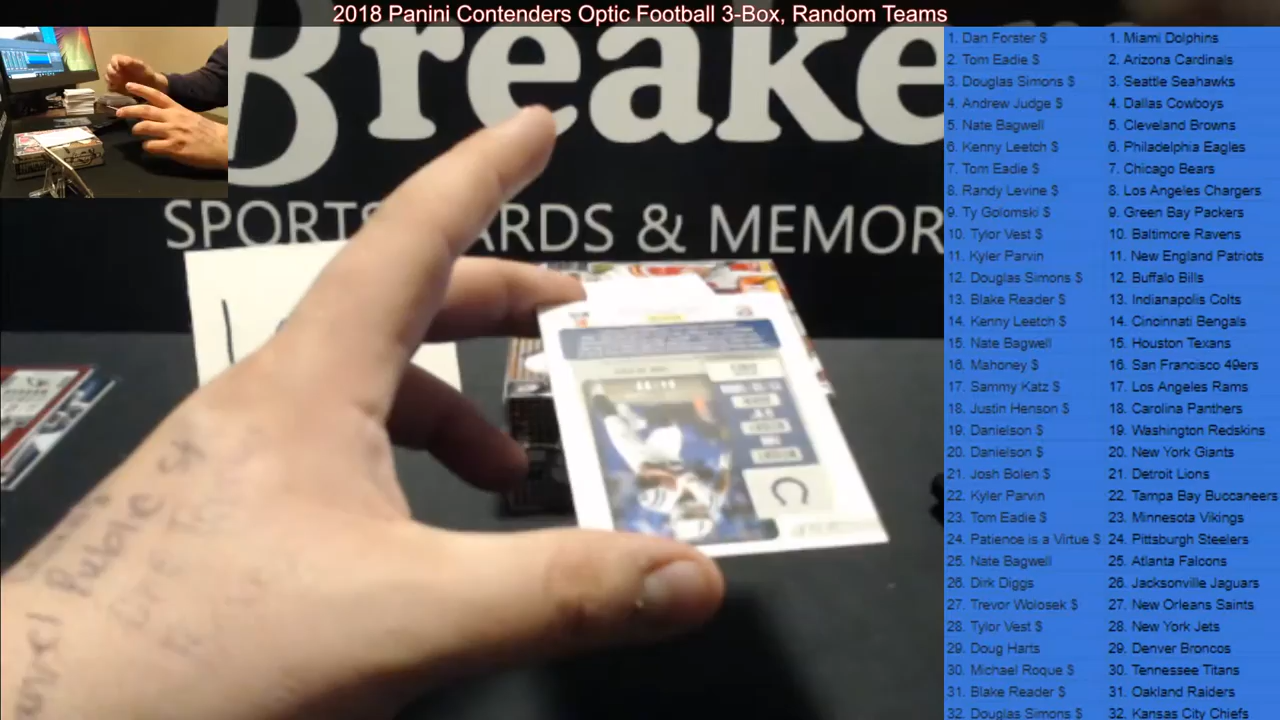 2018 Panini Contenders Optic Football 3-Box, Random Teams
Breake
SPORTS CARDS & MEMOR
1. Dan Forster $ 1. Miami Dolphins
2. Tom Eadie $ 2. Arizona Cardinals
3. Douglas Simons $ 3. Seattle Seahawks
4. Andrew Judge $ 4. Dallas Cowboys
5. Nate Bagwell 5. Cleveland Browns
6. Kenny Leetch $ 6. Philadelphia Eagles
7. Tom Eadie $ 7. Chicago Bears
8. Randy Levine $ 8. Los Angeles Chargers
9. Ty Golomski $ 9. Green Bay Packers
10. Tylor Vest $ 10. Baltimore Ravens
11. Kyler Parvin 11. New England Patriots
12. Douglas Simons $ 12. Buffalo Bills
13. Blake Reader $ 13. Indianapolis Colts
14. Kenny Leetch $ 14. Cincinnati Bengals
15. Nate Bagwell 15. Houston Texans
16. Mahoney $ 16. San Francisco 49ers
17. Sammy Katz $ 17. Los Angeles Rams
18. Justin Henson $ 18. Carolina Panthers
19. Danielson $ 19. Washington Redskins
20. Danielson $ 20. New York Giants
21. Josh Bolen $ 21. Detroit Lions
22. Kyler Parvin 22. Tampa Bay Buccaneers
23. Tom Eadie $ 23. Minnesota Vikings
24. Patience is a Virtue $ 24. Pittsburgh Steelers
25. Nate Bagwell 25. Atlanta Falcons
26. Dirk Diggs 26. Jacksonville Jaguars
27. Trevor Wolosek $ 27. New Orleans Saints
28. Tylor Vest $ 28. New York Jets
29. Doug Harts 29. Denver Broncos
30. Michael Roque $ 30. Tennessee Titans
31. Blake Reader $ 31. Oakland Raiders
32. Douglas Simons $ 32. Kansas City Chiefs